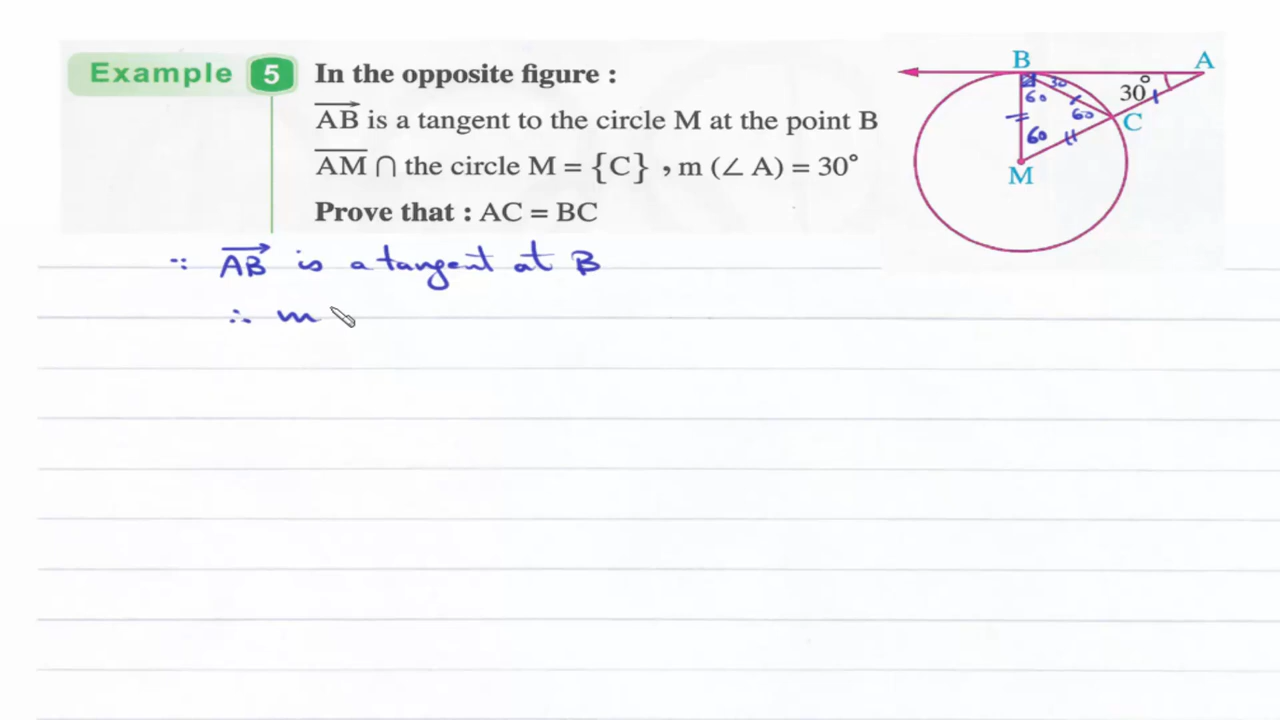 Example 5 In the opposite figure :
AB is a tangent to the circle M at the point B
AM ∩ the circle M = {C} , m (∠ A) = 30°
Prove that : AC = BC
B
A
30
30°
60
60
C
60
M
∵ AB is a tangent at B
∴ m